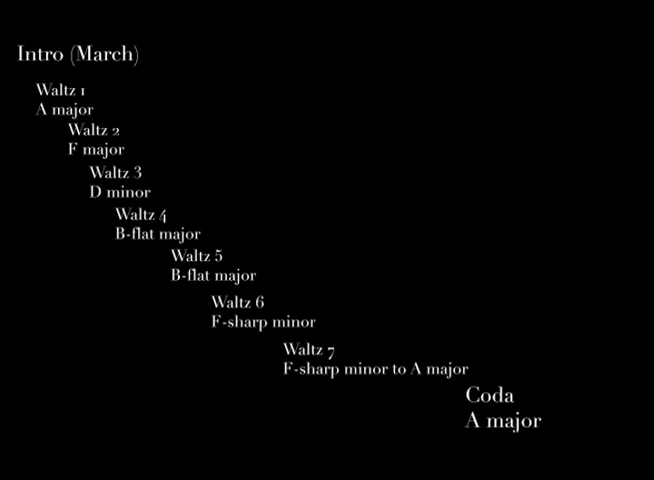 Intro (March)
Waltz 1
A major
Waltz 2
F major
Waltz 3
D minor
Waltz 4
B-flat major
Waltz 5
B-flat major
Waltz 6
F-sharp minor
Waltz 7
F-sharp minor to A major
Coda
A major